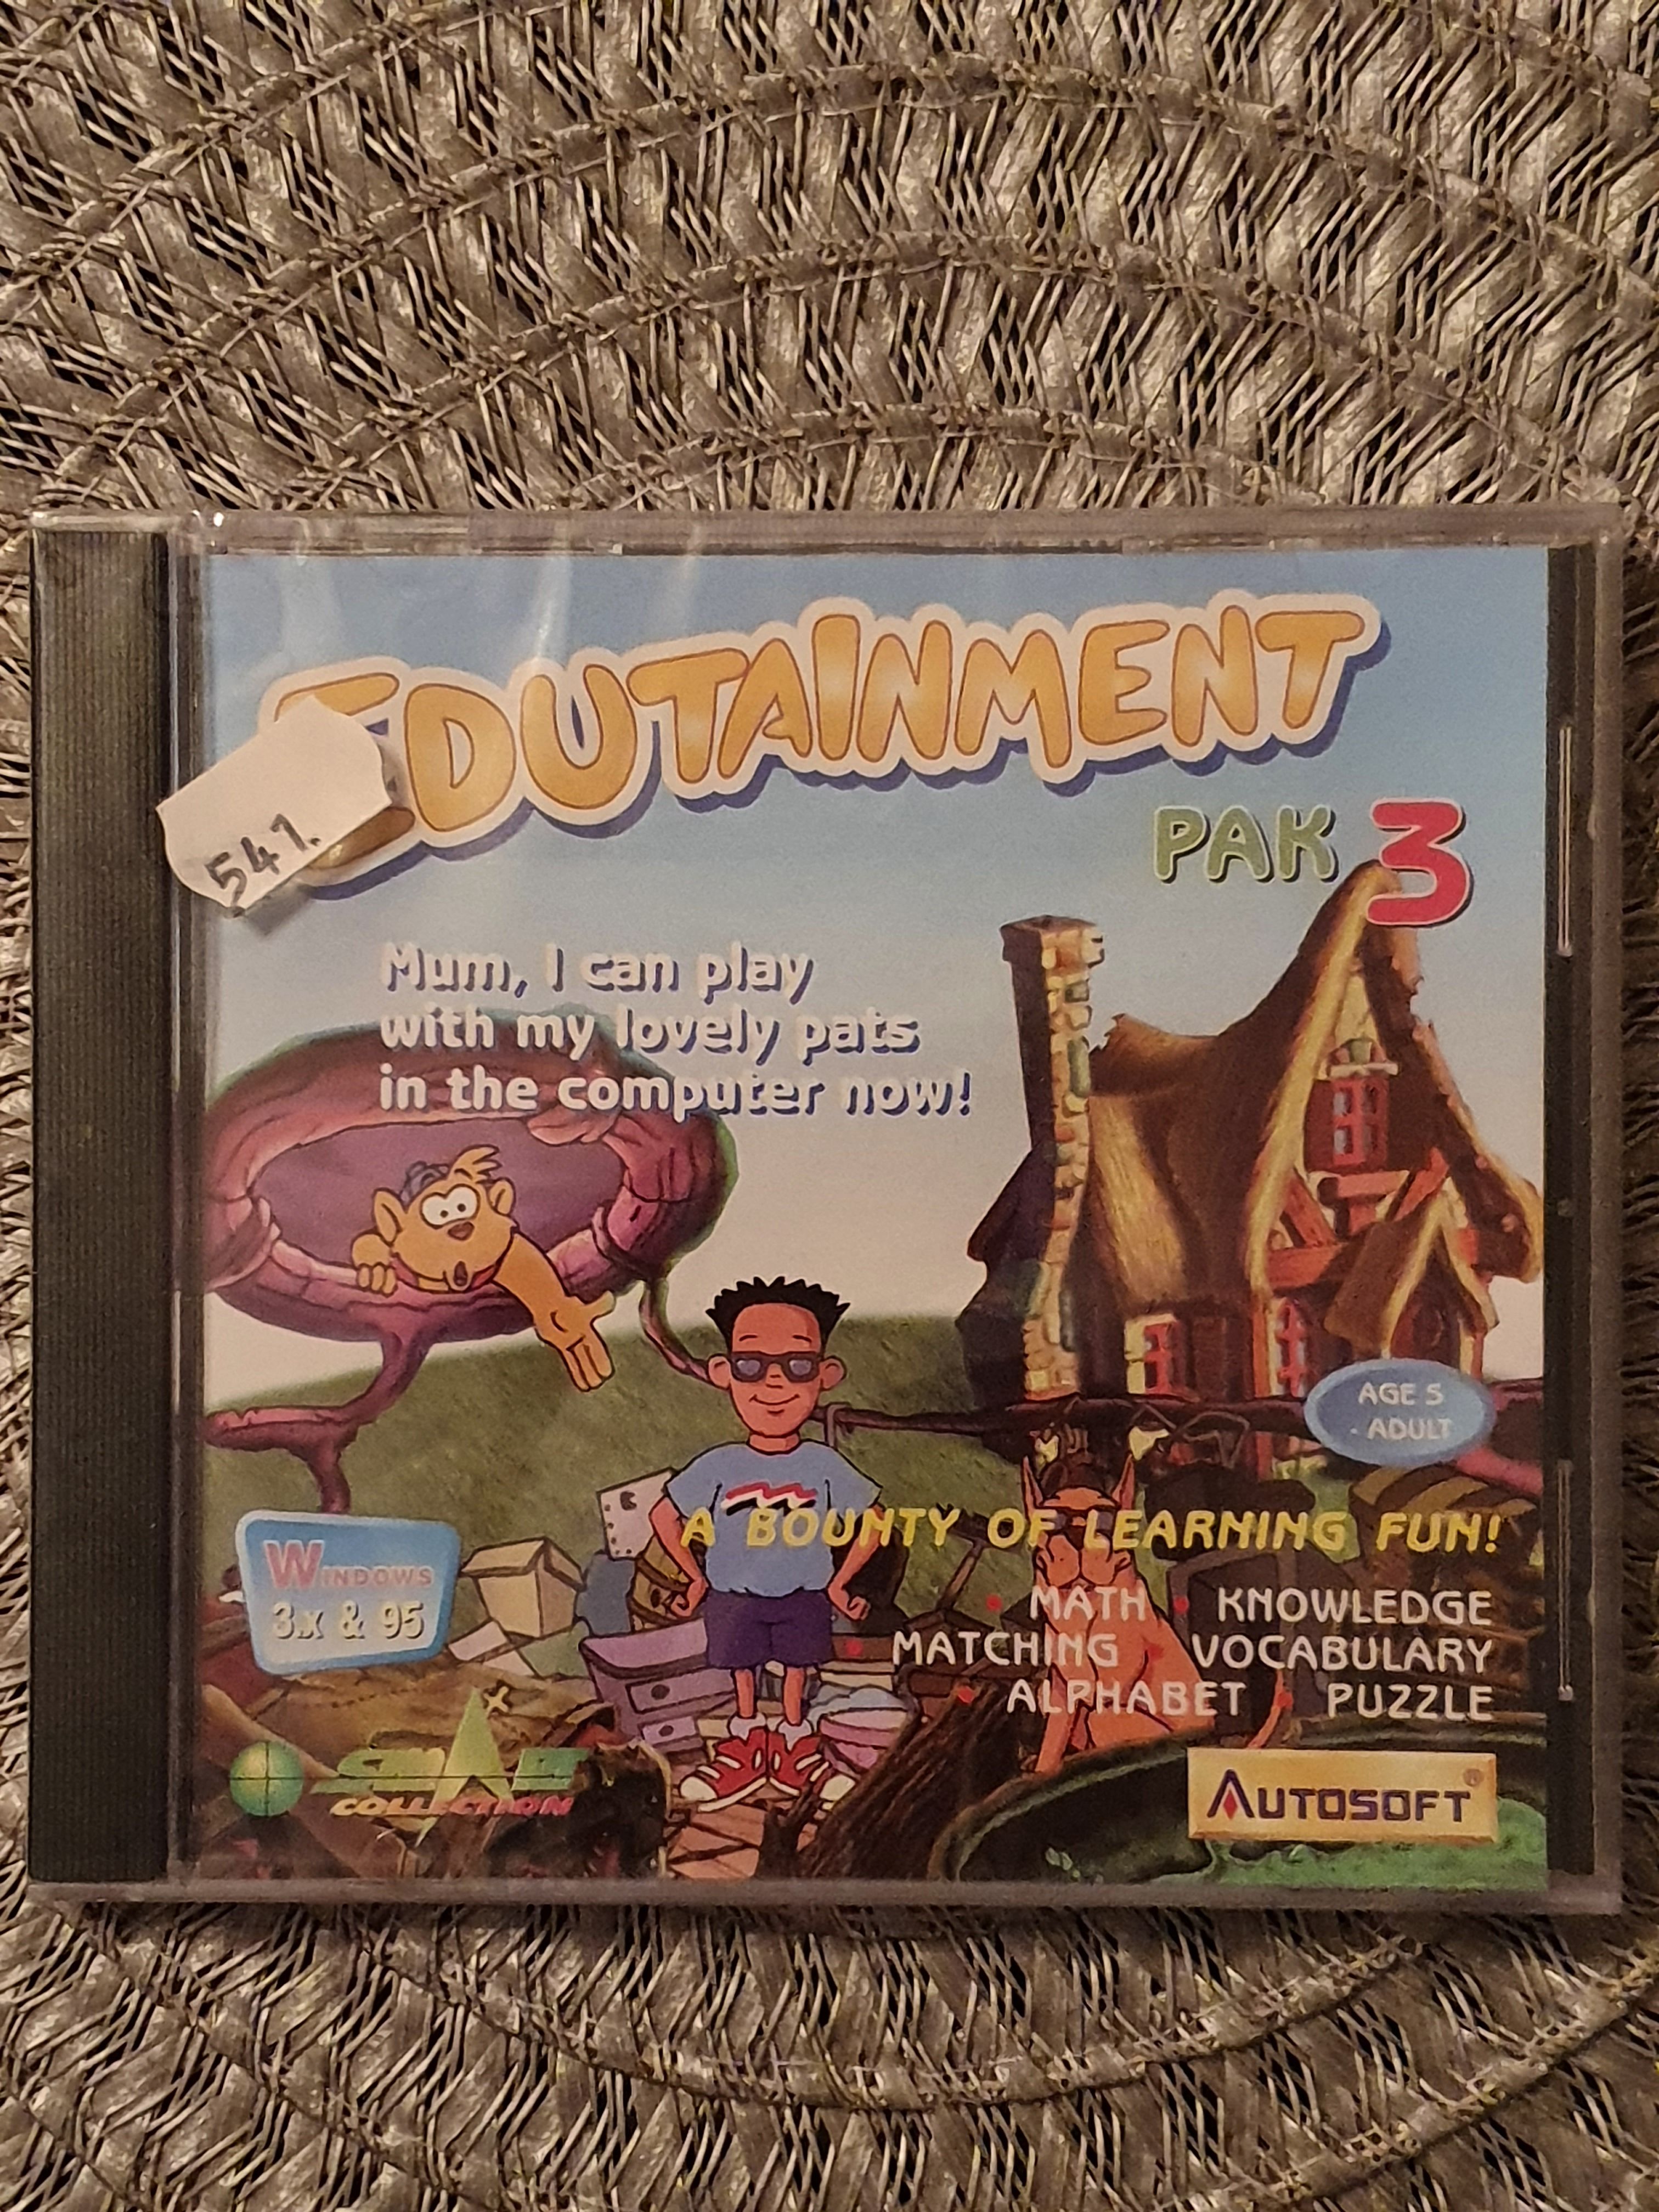 EDUTAINMENT
PAK 3
541.
Mum, I can play
with my lovely pats
in the computer now!
AGE 5
- ADULT
A BOUNTY OF LEARNING FUN!
WINDOWS
3.x & 95
• MATH • KNOWLEDGE
• MATCHING • VOCABULARY
• ALPHABET • PUZZLE
COLLECTION
AUTOSOFT®